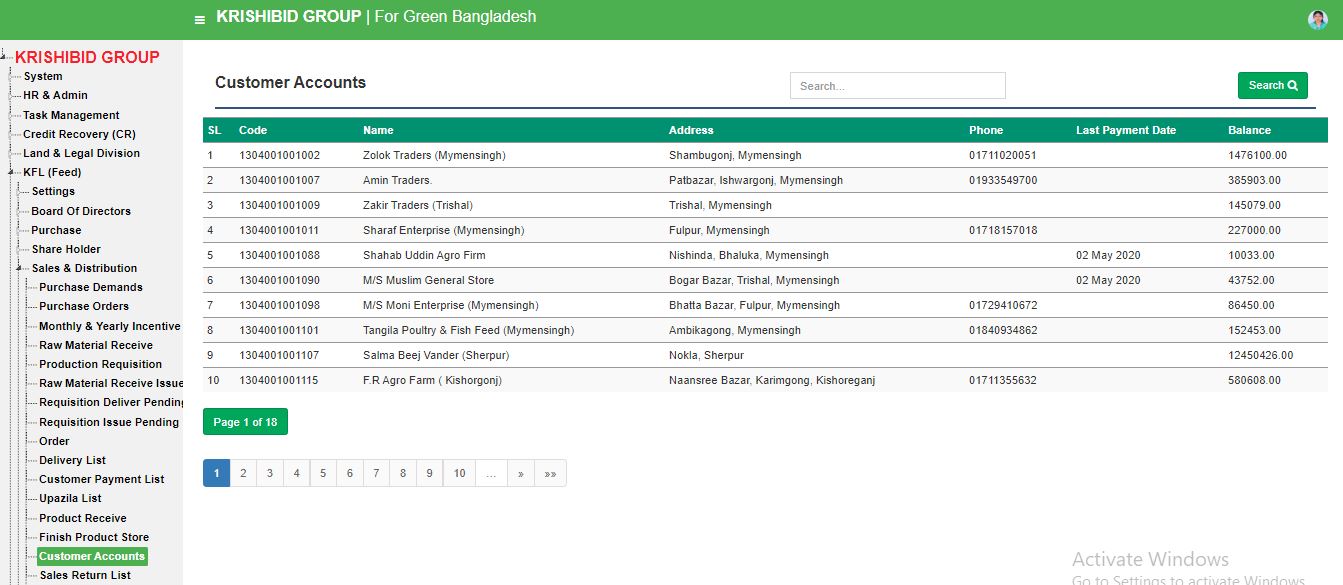 ≡ KRISHIBID GROUP | For Green Bangladesh
KRISHIBID GROUP
System
HR & Admin
Task Management
Credit Recovery (CR)
Land & Legal Division
KFL (Feed)
Settings
Board Of Directors
Purchase
Share Holder
Sales & Distribution
Purchase Demands
Purchase Orders
Monthly & Yearly Incentive
Raw Material Receive
Production Requisition
Raw Material Receive Issue
Requisition Deliver Pending
Requisition Issue Pending
Order
Delivery List
Customer Payment List
Upazila List
Product Receive
Finish Product Store
Customer Accounts
Sales Return List
Customer Accounts Search... Search
SL Code Name Address Phone Last Payment Date Balance
1 1304001001002 Zolok Traders (Mymensingh) Shambugonj, Mymensingh 01711020051 1476100.00
2 1304001001007 Amin Traders. Patbazar, Ishwargonj, Mymensingh 01933549700 385903.00
3 1304001001009 Zakir Traders (Trishal) Trishal, Mymensingh 145079.00
4 1304001001011 Sharaf Enterprise (Mymensingh) Fulpur, Mymensingh 01718157018 227000.00
5 1304001001088 Shahab Uddin Agro Firm Nishinda, Bhaluka, Mymensingh 02 May 2020 10033.00
6 1304001001090 M/S Muslim General Store Bogar Bazar, Trishal, Mymensingh 02 May 2020 43752.00
7 1304001001098 M/S Moni Enterprise (Mymensingh) Bhatta Bazar, Fulpur, Mymensingh 01729410672 86450.00
8 1304001001101 Tangila Poultry & Fish Feed (Mymensingh) Ambikagong, Mymensingh 01840934862 152453.00
9 1304001001107 Salma Beej Vander (Sherpur) Nokla, Sherpur 12450426.00
10 1304001001115 F.R Agro Farm ( Kishorgonj) Naansree Bazar, Karimgong, Kishoreganj 01711355632 580608.00
Page 1 of 18
1 2 3 4 5 6 7 8 9 10 ... » »»
Activate Windows
Go to Settings to activate Windows.